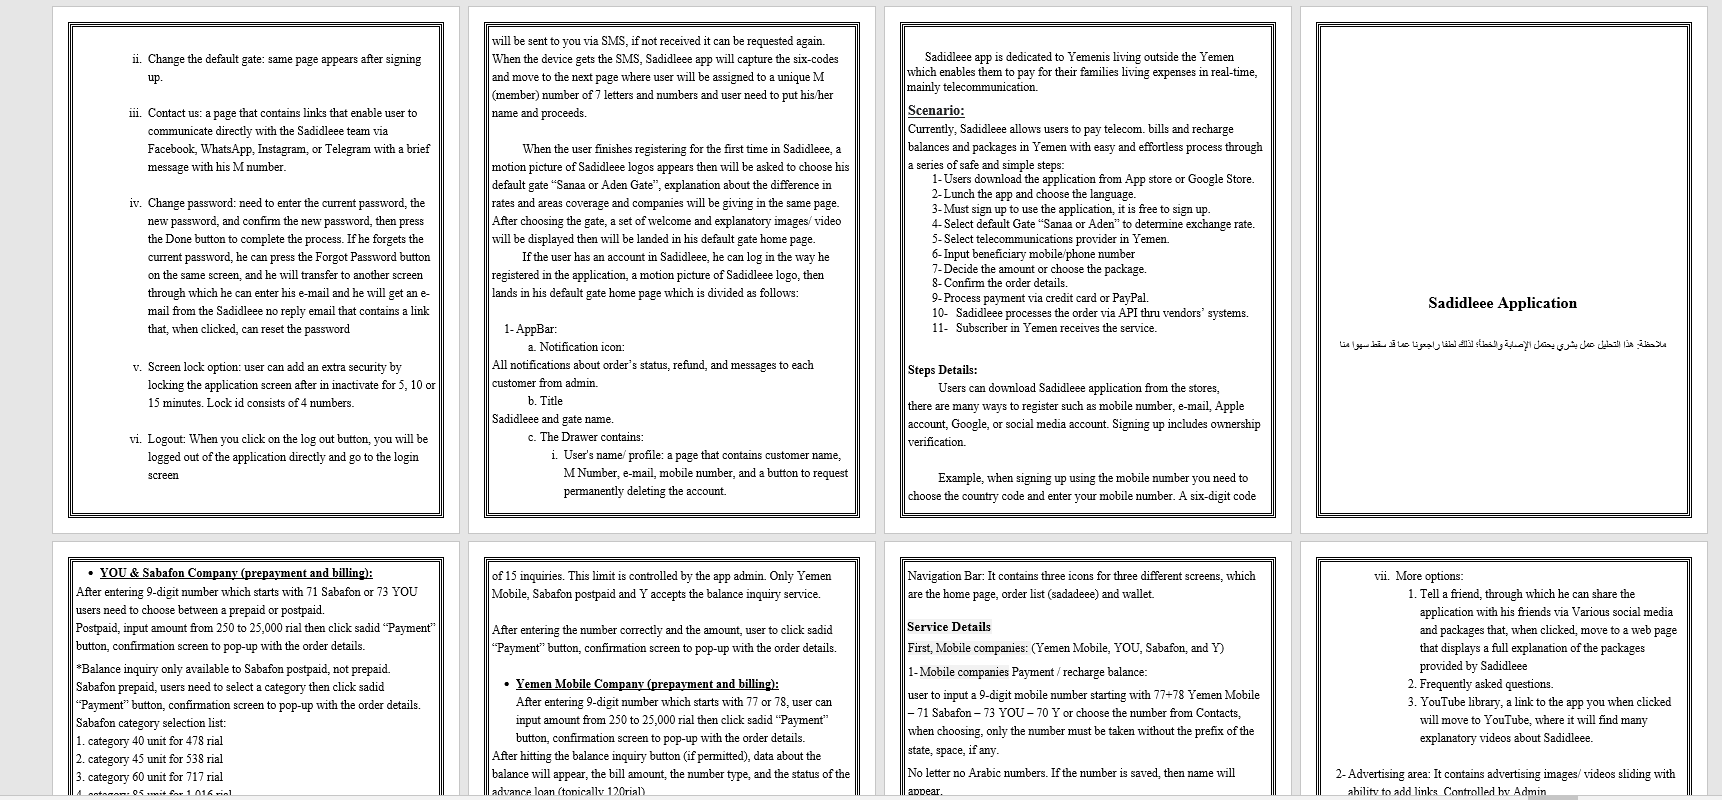 Sadidleee Application
ملاحظة: هذا التحليل عمل بشري يحتمل الإصابة والخطأ؛ لذلك لطفا راجعونا عما قد سقط سهوا منا
Sadidleee app is dedicated to Yemenis living outside the Yemen
which enables them to pay for their families living expenses in real-time,
mainly telecommunication.
Scenario:
Currently, Sadidleee allows users to pay telecom. bills and recharge
balances and packages in Yemen with easy and effortless process through
a series of safe and simple steps:
1- Users download the application from App store or Google Store.
2- Lunch the app and choose the language.
3- Must sign up to use the application, it is free to sign up.
4- Select default Gate “Sanaa or Aden” to determine exchange rate.
5- Select telecommunications provider in Yemen.
6- Input beneficiary mobile/phone number
7- Decide the amount or choose the package.
8- Confirm the order details.
9- Process payment via credit card or PayPal.
10- Sadidleee processes the order via API thru vendors’ systems.
11- Subscriber in Yemen receives the service.
Steps Details:
Users can download Sadidleee application from the stores,
there are many ways to register such as mobile number, e-mail, Apple
account, Google, or social media account. Signing up includes ownership
verification.
Example, when signing up using the mobile number you need to
choose the country code and enter your mobile number. A six-digit code
will be sent to you via SMS, if not received it can be requested again.
When the device gets the SMS, Sadidleee app will capture the six-codes
and move to the next page where user will be assigned to a unique M
(member) number of 7 letters and numbers and user need to put his/her
name and proceeds.
When the user finishes registering for the first time in Sadidleee, a
motion picture of Sadidleee logos appears then will be asked to choose his
default gate “Sanaa or Aden Gate”, explanation about the difference in
rates and areas coverage and companies will be giving in the same page.
After choosing the gate, a set of welcome and explanatory images/ video
will be displayed then will be landed in his default gate home page.
If the user has an account in Sadidleee, he can log in the way he
registered in the application, a motion picture of Sadidleee logo, then
lands in his default gate home page which is divided as follows:
1- AppBar:
a. Notification icon:
All notifications about order’s status, refund, and messages to each
customer from admin.
b. Title
Sadidleee and gate name.
c. The Drawer contains:
i. User's name/ profile: a page that contains customer name,
M Number, e-mail, mobile number, and a button to request
permanently deleting the account.
ii. Change the default gate: same page appears after signing
up.
iii. Contact us: a page that contains links that enable user to
communicate directly with the Sadidleee team via
Facebook, WhatsApp, Instagram, or Telegram with a brief
message with his M number.
iv. Change password: need to enter the current password, the
new password, and confirm the new password, then press
the Done button to complete the process. If he forgets the
current password, he can press the Forgot Password button
on the same screen, and he will transfer to another screen
through which he can enter his e-mail and he will get an e-
mail from the Sadidleee no reply email that contains a link
that, when clicked, can reset the password
v. Screen lock option: user can add an extra security by
locking the application screen after in inactivate for 5, 10 or
15 minutes. Lock id consists of 4 numbers.
vi. Logout: When you click on the log out button, you will be
logged out of the application directly and go to the login
screen
vii. More options:
1. Tell a friend, through which he can share the
application with his friends via Various social media
and packages that, when clicked, move to a web page
that displays a full explanation of the packages
provided by Sadidleee
2. Frequently asked questions.
3. YouTube library, a link to the app you when clicked
will move to YouTube, where it will find many
explanatory videos about Sadidleee.
2- Advertising area: It contains advertising images/ videos sliding with
ability to add links. Controlled by Admin
Navigation Bar: It contains three icons for three different screens, which
are the home page, order list (sadadeee) and wallet.
Service Details
First, Mobile companies: (Yemen Mobile, YOU, Sabafon, and Y)
1- Mobile companies Payment / recharge balance:
user to input a 9-digit mobile number starting with 77+78 Yemen Mobile
– 71 Sabafon – 73 YOU – 70 Y or choose the number from Contacts,
when choosing, only the number must be taken without the prefix of the
state, space, if any.
No letter no Arabic numbers. If the number is saved, then name will
appear.
of 15 inquiries. This limit is controlled by the app admin. Only Yemen
Mobile, Sabafon postpaid and Y accepts the balance inquiry service.
After entering the number correctly and the amount, user to click sadid
“Payment” button, confirmation screen to pop-up with the order details.
• Yemen Mobile Company (prepayment and billing):
After entering 9-digit number which starts with 77 or 78, user can
input amount from 250 to 25,000 rial then click sadid “Payment”
button, confirmation screen to pop-up with the order details.
After hitting the balance inquiry button (if permitted), data about the
balance will appear, the bill amount, the number type, and the status of the
advance loan (topically 120rial)
• YOU & Sabafon Company (prepayment and billing):
After entering 9-digit number which starts with 71 Sabafon or 73 YOU
users need to choose between a prepaid or postpaid.
Postpaid, input amount from 250 to 25,000 rial then click sadid “Payment”
button, confirmation screen to pop-up with the order details.
*Balance inquiry only available to Sabafon postpaid, not prepaid.
Sabafon prepaid, users need to select a category then click sadid
“Payment” button, confirmation screen to pop-up with the order details.
Sabafon category selection list:
1. category 40 unit for 478 rial
2. category 45 unit for 538 rial
3. category 60 unit for 717 rial
4. category 85 unit for 1,016 rial